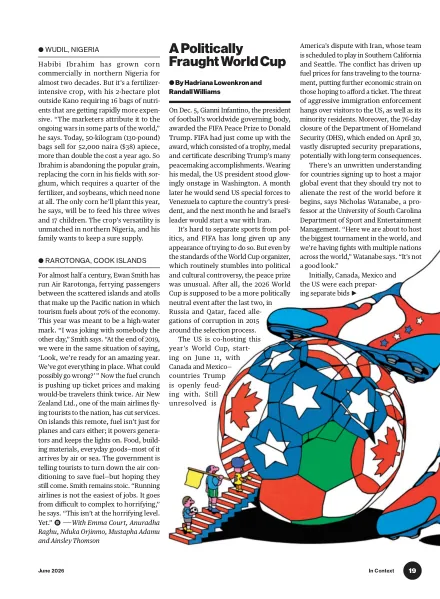 ● WUDIL, NIGERIA
Habibi Ibrahim has grown corn
commercially in northern Nigeria for
almost two decades. But it's a fertilizer-
intensive crop, with his 2-hectare plot
outside Kano requiring 16 bags of nutri-
ents that are getting rapidly more expen-
sive. “The marketers attribute it to the
ongoing wars in some parts of the world,”
he says. Today, 50-kilogram (110-pound)
bags sell for 52,000 naira ($38) apiece,
more than double the cost a year ago. So
Ibrahim is abandoning the popular grain,
replacing the corn in his fields with sor-
ghum, which requires a quarter of the
fertilizer, and soybeans, which need none
at all. The only corn he'll plant this year,
he says, will be to feed his three wives
and 17 children. The crop's versatility is
unmatched in northern Nigeria, and his
family wants to keep a sure supply.
● RAROTONGA, COOK ISLANDS
For almost half a century, Ewan Smith has
run Air Rarotonga, ferrying passengers
between the scattered islands and atolls
that make up the Pacific nation in which
tourism fuels about 70% of the economy.
This year was meant to be a high-water
mark. “I was joking with somebody the
other day,” Smith says. “At the end of 2019,
we were in the same situation of saying,
‘Look, we're ready for an amazing year.
We've got everything in place. What could
possibly go wrong?’ ” Now the fuel crunch
is pushing up ticket prices and making
would-be travelers think twice. Air New
Zealand Ltd., one of the main airlines fly-
ing tourists to the nation, has cut services.
On islands this remote, fuel isn't just for
planes and cars either; it powers genera-
tors and keeps the lights on. Food, build-
ing materials, everyday goods—most of it
arrives by air or sea. The government is
telling tourists to turn down the air con-
ditioning to save fuel—but hoping they
still come. Smith remains stoic. “Running
airlines is not the easiest of jobs. It goes
from difficult to complex to horrifying,”
he says. “This isn't at the horrifying level.
Yet.” —With Emma Court, Anuradha
Raghu, Nduka Orjinmo, Mustapha Adamu
and Ainsley Thomson
A Politically
Fraught World Cup
● By Hadriana Lowenkron and
Randall Williams
On Dec. 5, Gianni Infantino, the president
of football's worldwide governing body,
awarded the FIFA Peace Prize to Donald
Trump. FIFA had just come up with the
award, which consisted of a trophy, medal
and certificate describing Trump's many
peacemaking accomplishments. Wearing
his medal, the US president stood glow-
ingly onstage in Washington. A month
later he would send US special forces to
Venezuela to capture the country's presi-
dent, and the next month he and Israel's
leader would start a war with Iran.
It's hard to separate sports from pol-
itics, and FIFA has long given up any
appearance of trying to do so. But even by
the standards of the World Cup organizer,
which routinely stumbles into political
and cultural controversy, the peace prize
was unusual. After all, the 2026 World
Cup is supposed to be a more politically
neutral event after the last two, in
Russia and Qatar, faced alle-
gations of corruption in 2015
around the selection process.
The US is co-hosting this
year's World Cup, start-
ing on June 11, with
Canada and Mexico—
countries Trump
is openly feud-
ing with. Still
unresolved is
America's dispute with Iran, whose team
is scheduled to play in Southern California
and Seattle. The conflict has driven up
fuel prices for fans traveling to the tourna-
ment, putting further economic strain on
those hoping to afford a ticket. The threat
of aggressive immigration enforcement
hangs over visitors to the US, as well as its
minority residents. Moreover, the 76-day
closure of the Department of Homeland
Security (DHS), which ended on April 30,
vastly disrupted security preparations,
potentially with long-term consequences.
There's an unwritten understanding
for countries signing up to host a major
global event that they should try not to
alienate the rest of the world before it
begins, says Nicholas Watanabe, a pro-
fessor at the University of South Carolina
Department of Sport and Entertainment
Management. “Here we are about to host
the biggest tournament in the world, and
we're having fights with multiple nations
across the world,” Watanabe says. “It's not
a good look.”
Initially, Canada, Mexico and
the US were each prepar-
ing separate bids ►
June 2026
In Context
19